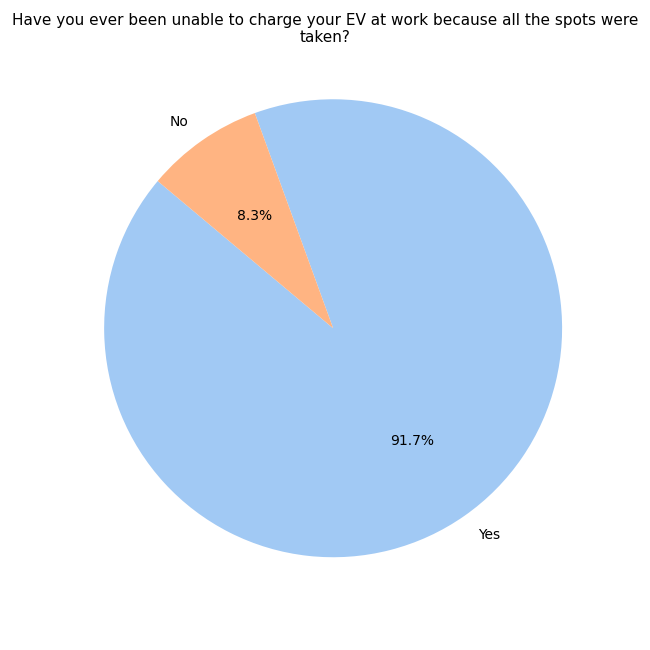 Have you ever been unable to charge your EV at work because all the spots were
taken?
No
8.3%
91.7%
Yes